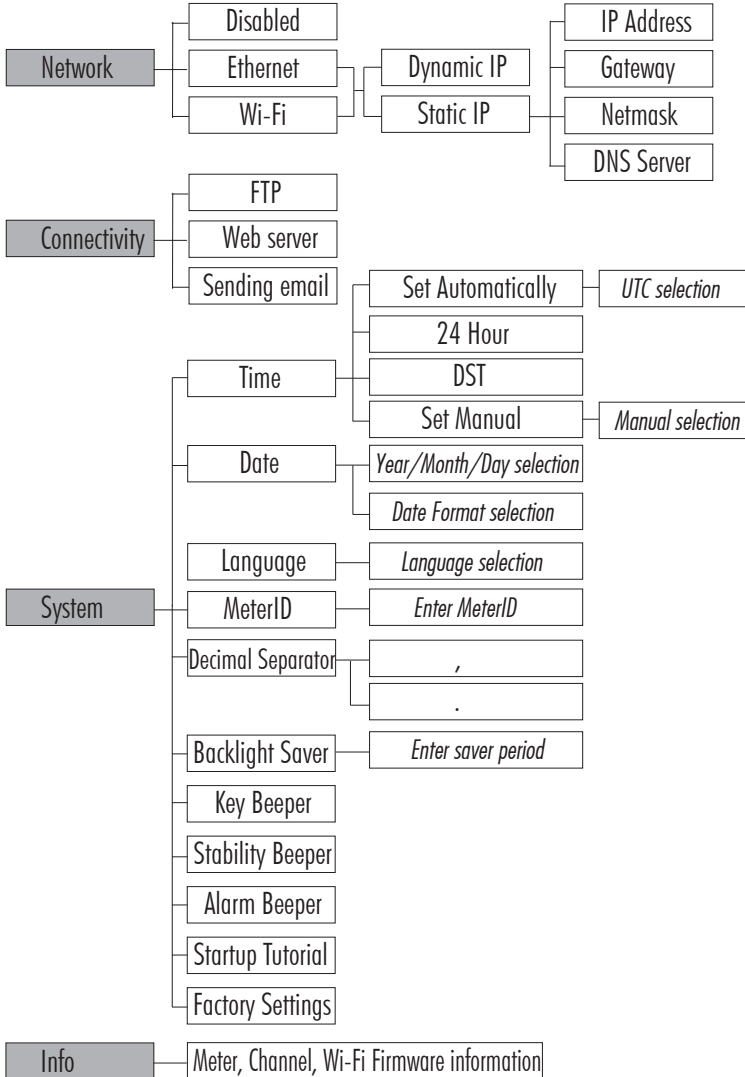 Network
Disabled
Ethernet
Wi-Fi
Dynamic IP
Static IP
IP Address
Gateway
Netmask
DNS Server
Connectivity
FTP
Web server
Sending email
System
Time
Set Automatically
UTC selection
24 Hour
DST
Set Manual
Manual selection
Date
Year/Month/Day selection
Date Format selection
Language
Language selection
MeterID
Enter MeterID
Decimal Separator
,
.
Backlight Saver
Enter saver period
Key Beeper
Stability Beeper
Alarm Beeper
Startup Tutorial
Factory Settings
Info
Meter, Channel, Wi-Fi Firmware information